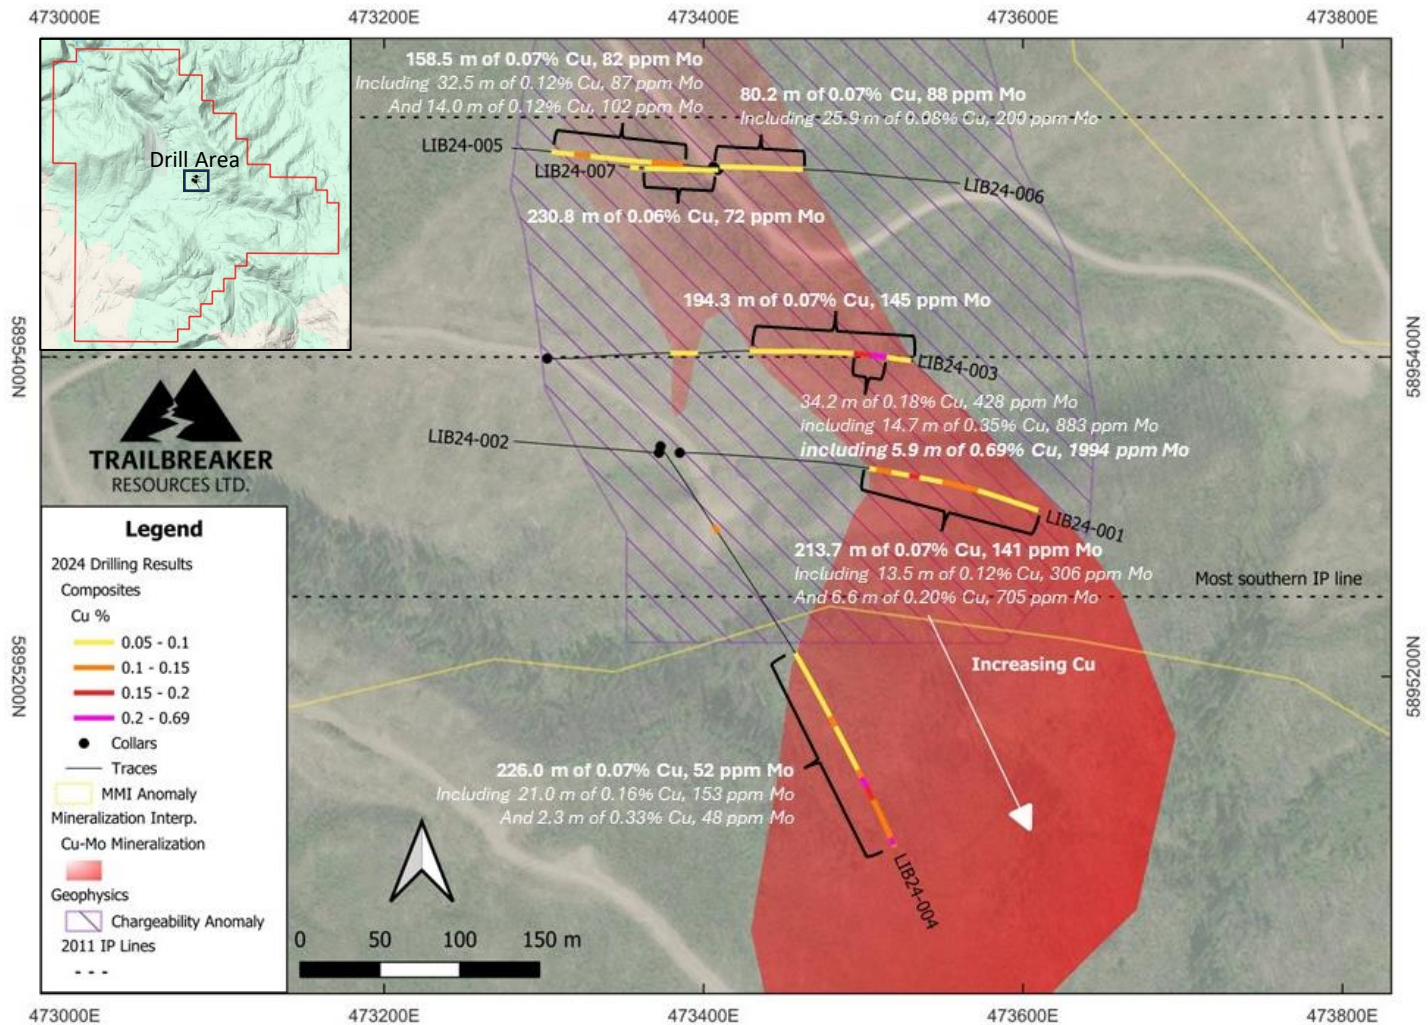 473000E
473200E
473400E
473600E
473800E
Drill Area
158.5 m of 0.07% Cu, 82 ppm Mo
Including 32.5 m of 0.12% Cu, 87 ppm Mo
And 14.0 m of 0.12% Cu, 102 ppm Mo
80.2 m of 0.07% Cu, 88 ppm Mo
Including 25.9 m of 0.08% Cu, 200 ppm Mo
LIB24-005
LIB24-007
LIB24-006
230.8 m of 0.06% Cu, 72 ppm Mo
194.3 m of 0.07% Cu, 145 ppm Mo
5895400N
5895400N
LIB24-003
34.2 m of 0.18% Cu, 428 ppm Mo
including 14.7 m of 0.35% Cu, 883 ppm Mo
including 5.9 m of 0.69% Cu, 1994 ppm Mo
LIB24-002
TRAILBREAKER
RESOURCES LTD.
LIB24-001
213.7 m of 0.07% Cu, 141 ppm Mo
Including 13.5 m of 0.12% Cu, 306 ppm Mo
And 6.6 m of 0.20% Cu, 705 ppm Mo
Most southern IP line
Increasing Cu
5895200N
5895200N
226.0 m of 0.07% Cu, 52 ppm Mo
Including 21.0 m of 0.16% Cu, 153 ppm Mo
And 2.3 m of 0.33% Cu, 48 ppm Mo
LIB24-004
Legend
2024 Drilling Results
Composites
Cu %
0.05 - 0.1
0.1 - 0.15
0.15 - 0.2
0.2 - 0.69
Collars
Traces
MMI Anomaly
Mineralization Interp.
Cu-Mo Mineralization
Geophysics
Chargeability Anomaly
2011 IP Lines
0 50 100 150 m
473000E
473200E
473400E
473600E
473800E